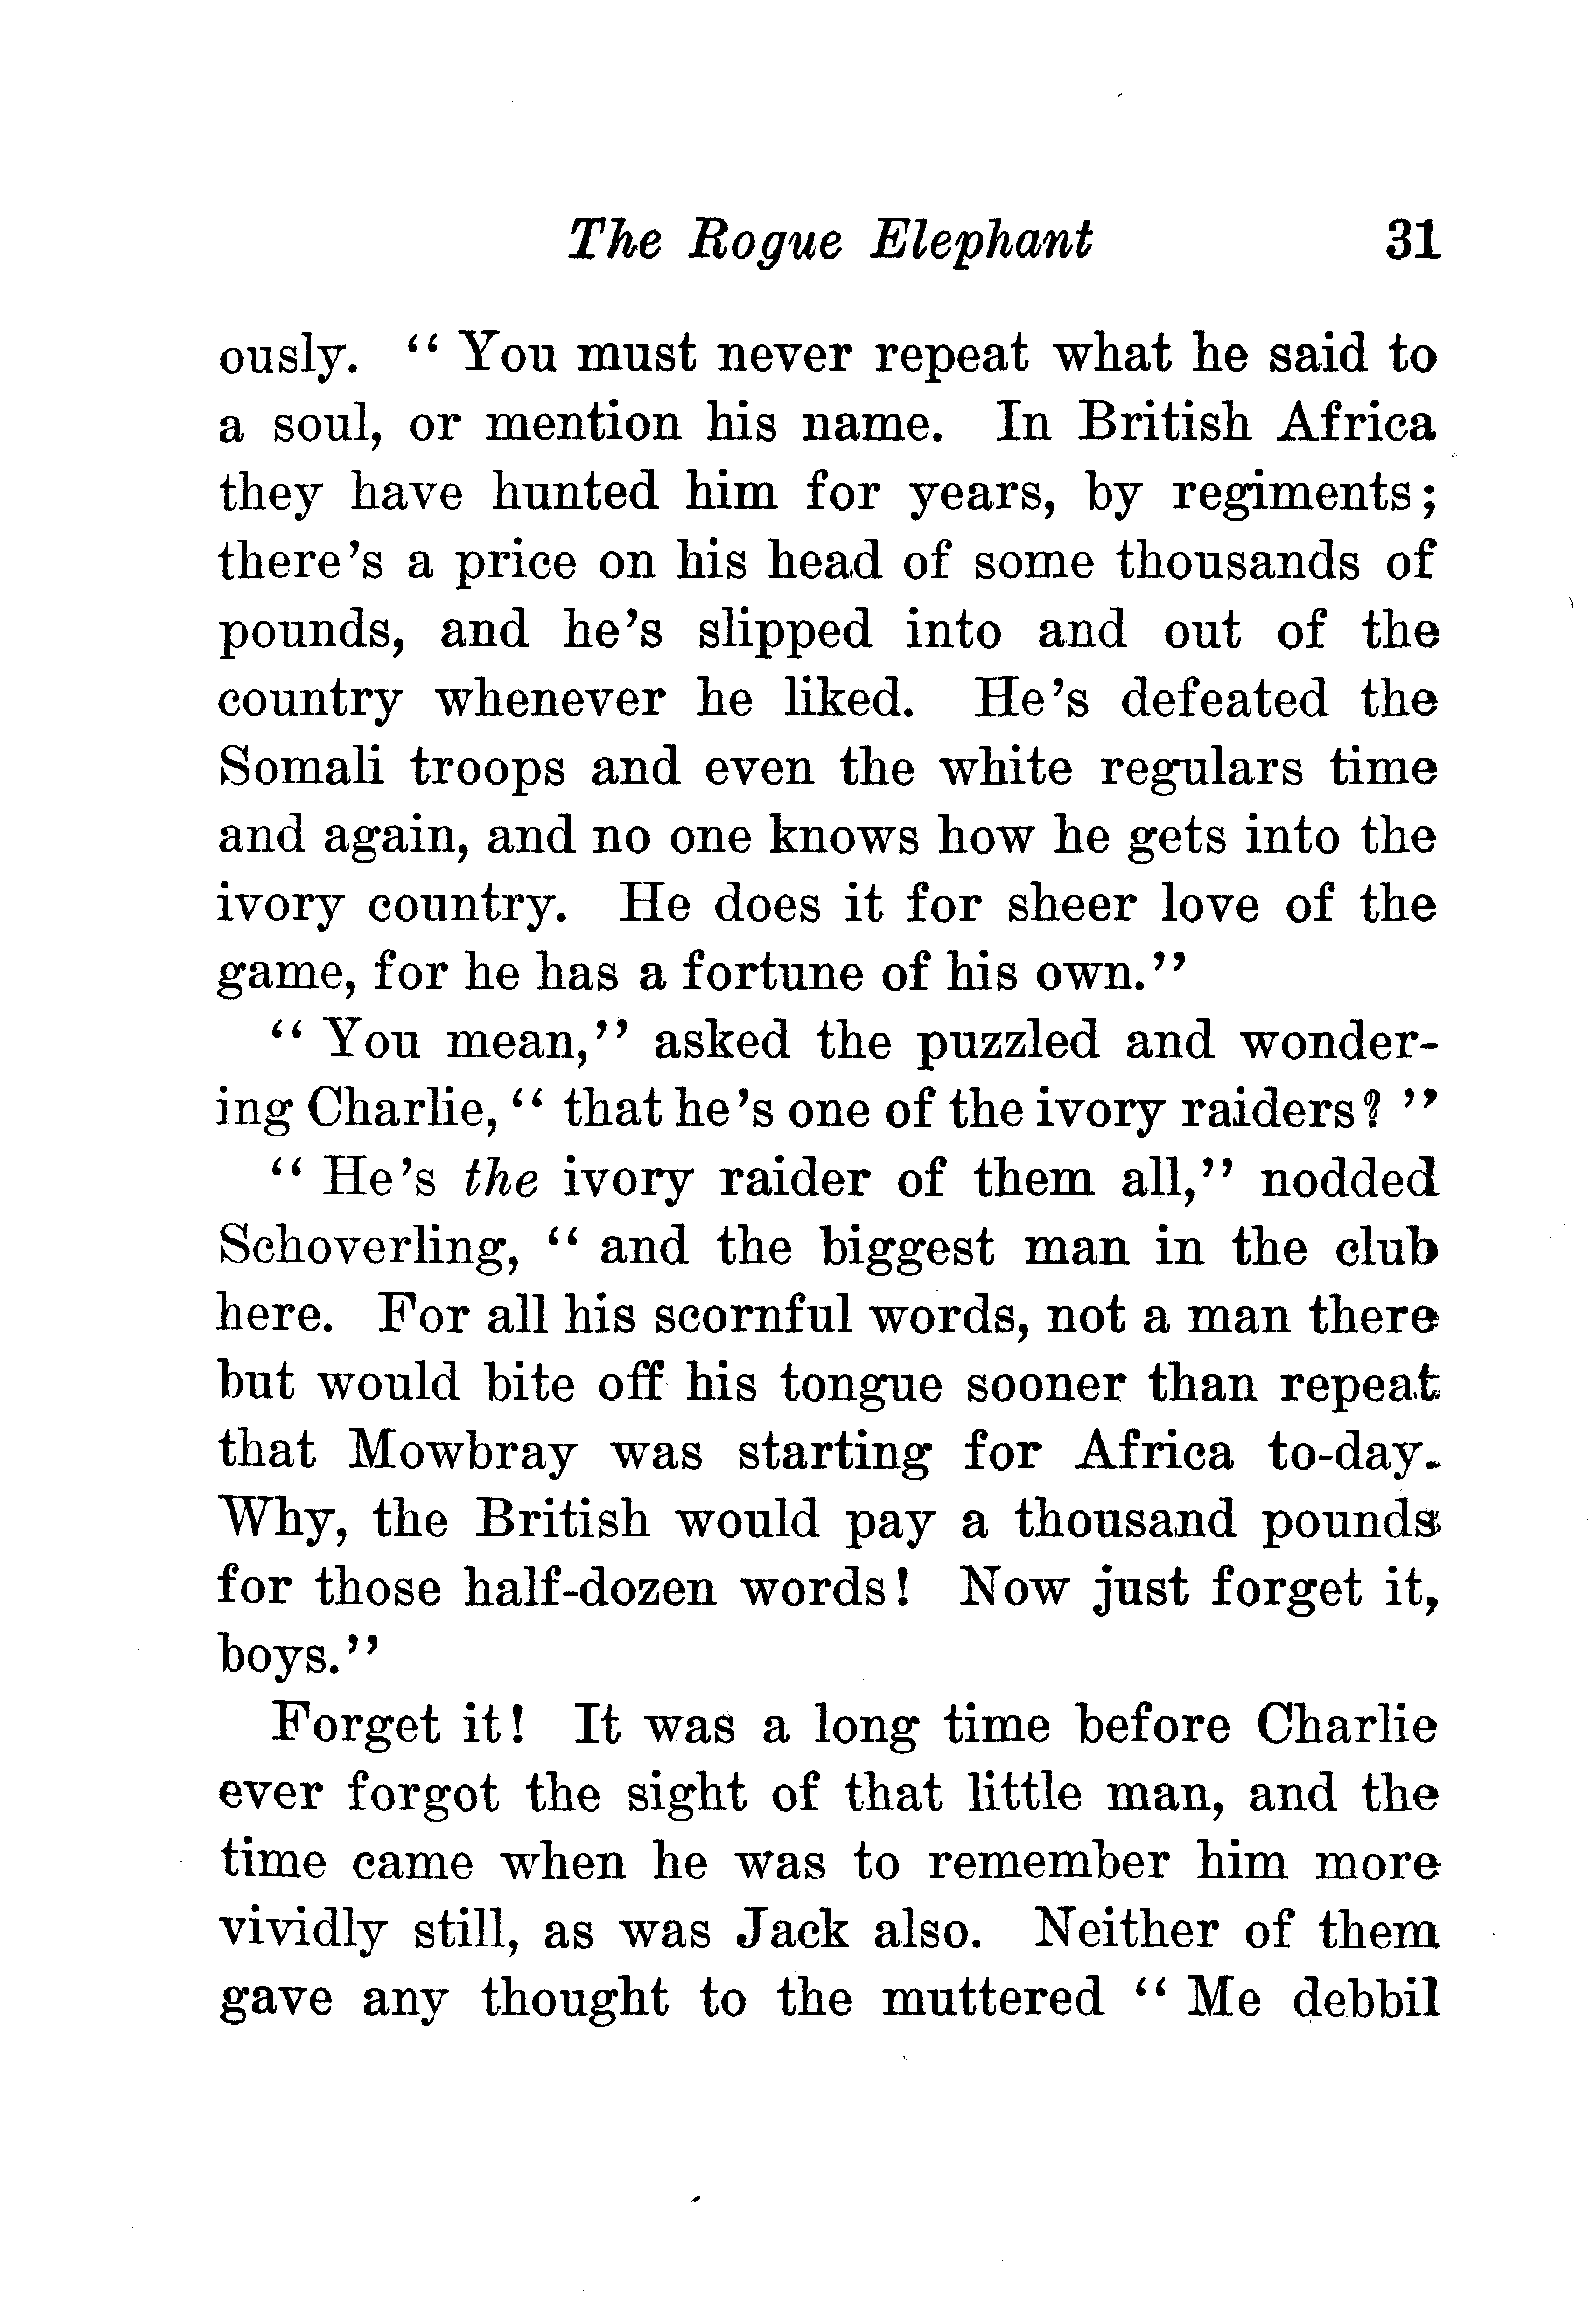 The Rogue Elephant 31
ously. "You must never repeat what he said to
a soul, or mention his name. In British Africa
they have hunted him for years, by regiments;
there's a price on his head of some thousands of
pounds, and he's slipped into and out of the
country whenever he liked. He's defeated the
Somali troops and even the white regulars time
and again, and no one knows how he gets into the
ivory country. He does it for sheer love of the
game, for he has a fortune of his own."
"You mean," asked the puzzled and wonder-
ing Charlie, "that he's one of the ivory raiders?"
"He's the ivory raider of them all," nodded
Schoverling, "and the biggest man in the club
here. For all his scornful words, not a man there
but would bite off his tongue sooner than repeat
that Mowbray was starting for Africa to-day.
Why, the British would pay a thousand pounds
for those half-dozen words! Now just forget it,
boys."
Forget it! It was a long time before Charlie
ever forgot the sight of that little man, and the
time came when he was to remember him more
vividly still, as was Jack also. Neither of them
gave any thought to the muttered "Me debbil